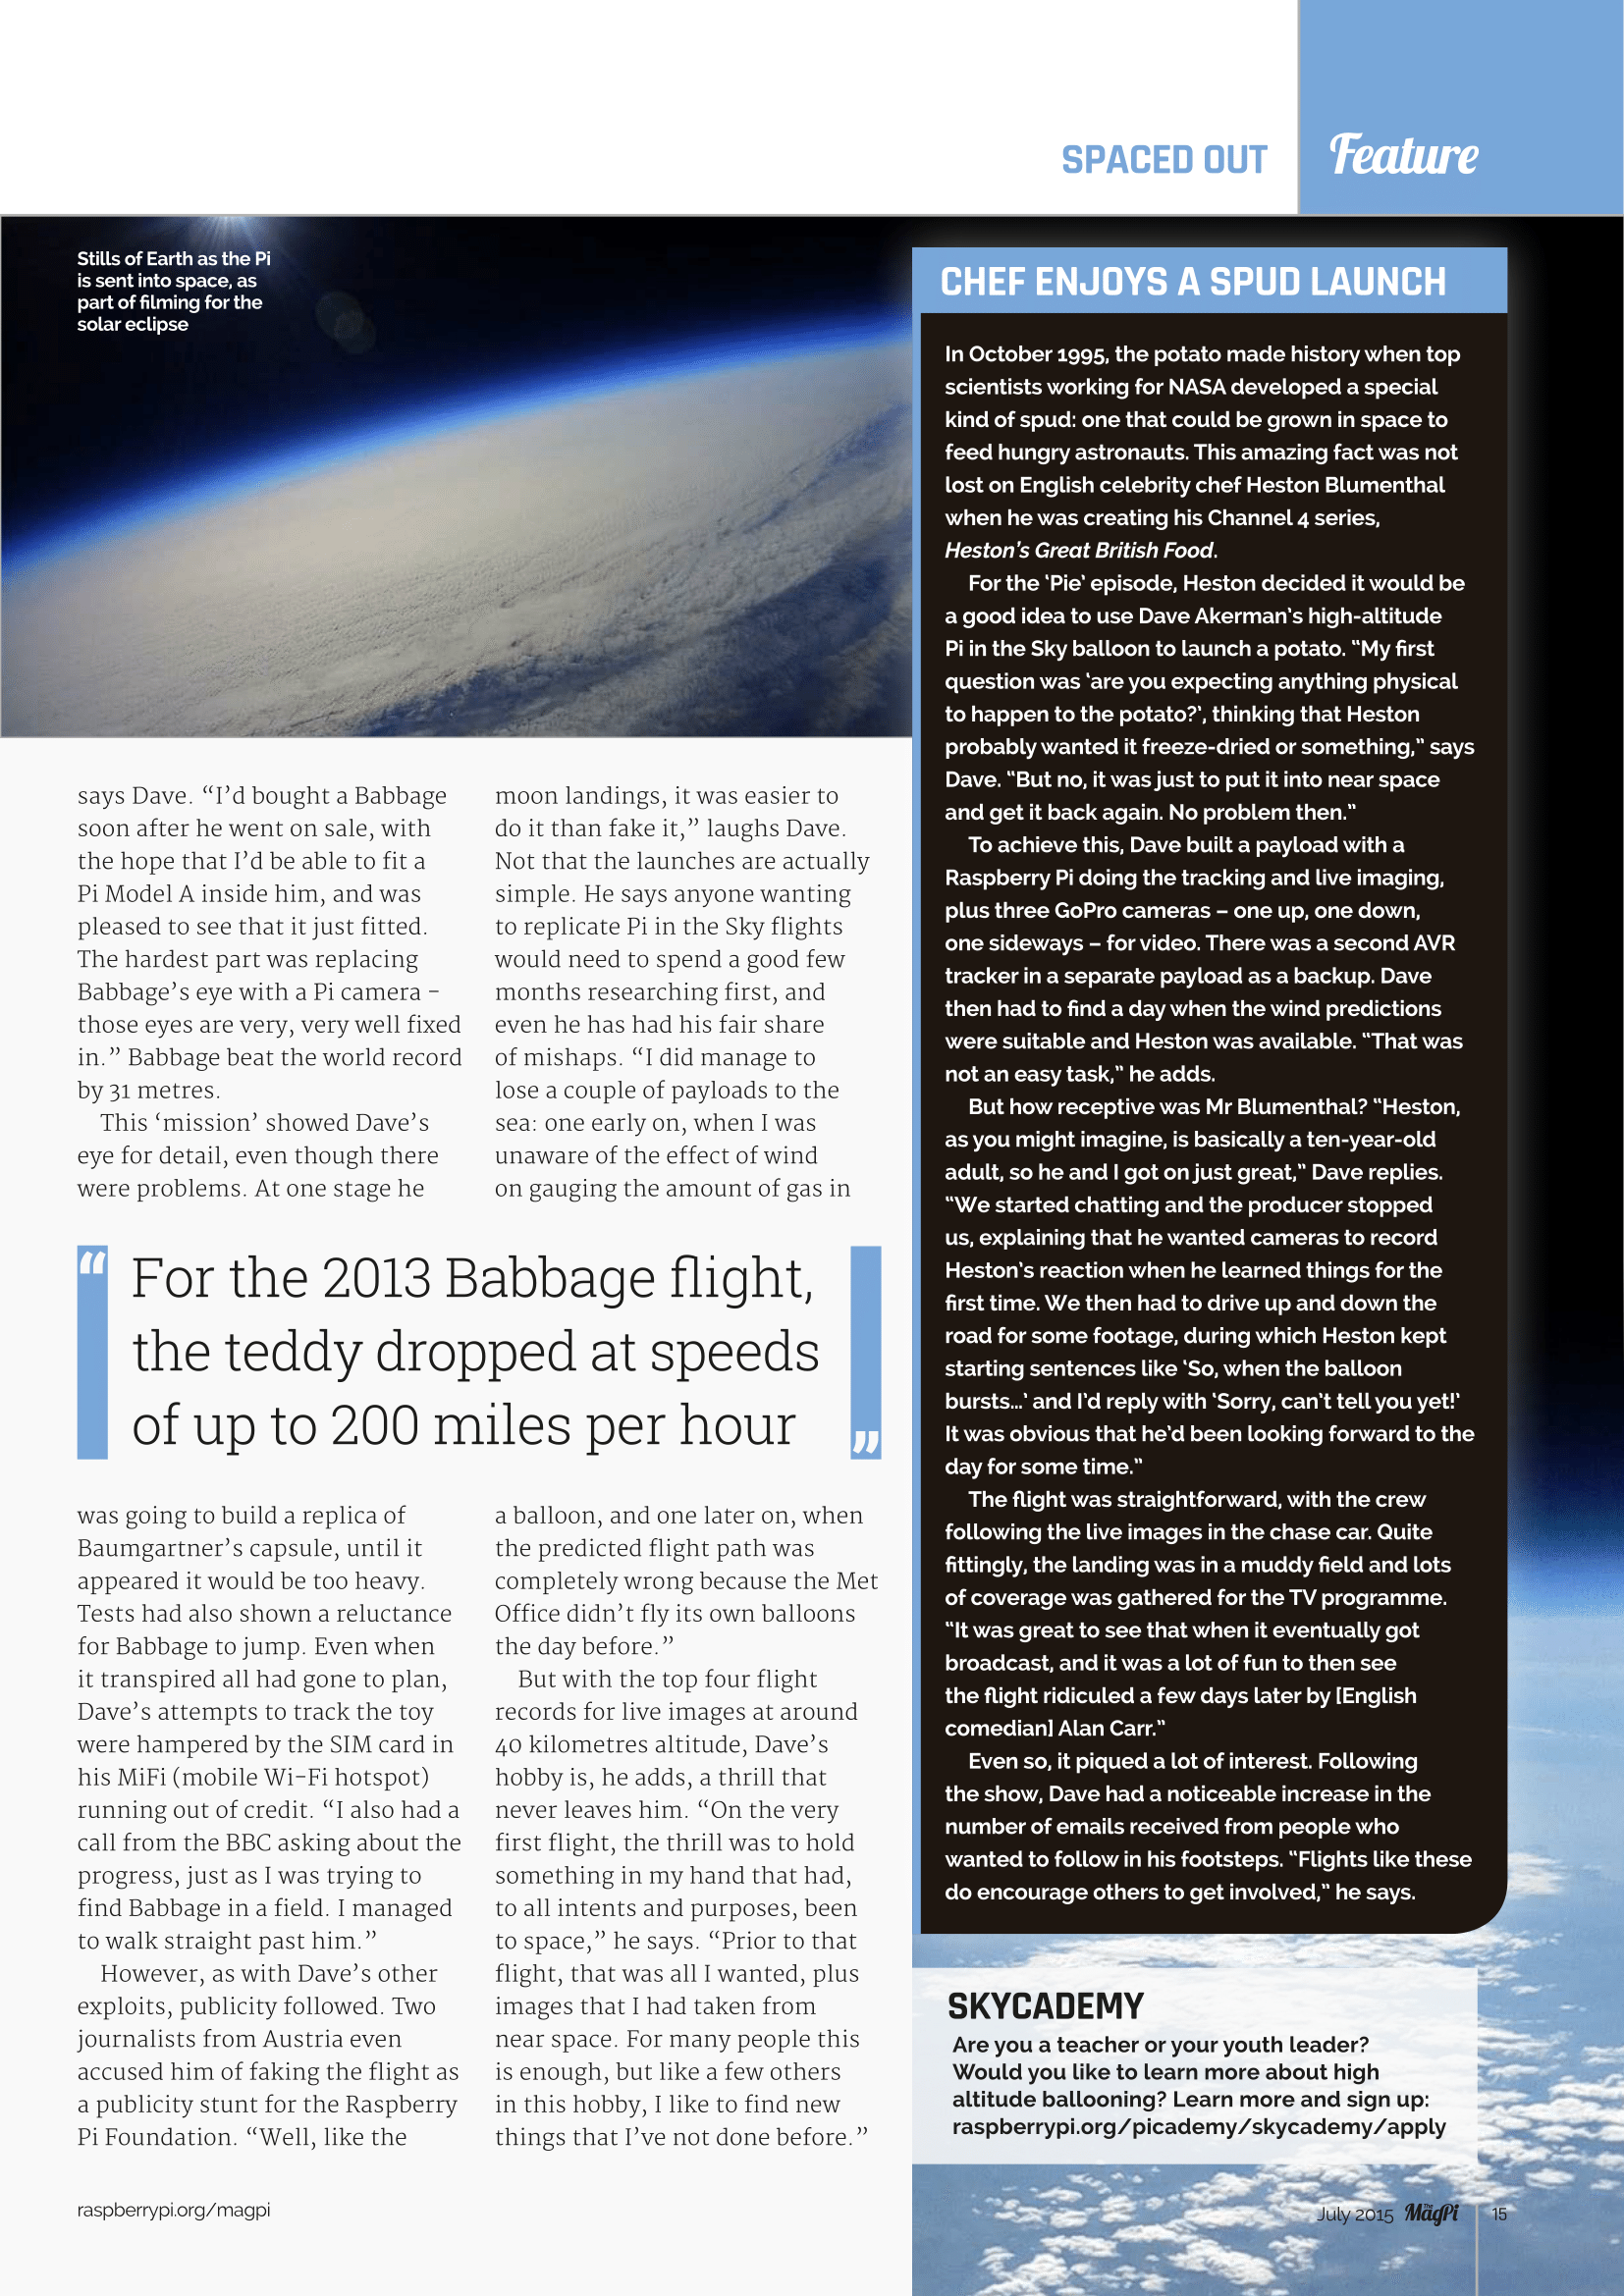 SPACED OUT
Feature
Stills of Earth as the Pi
is sent into space, as
part of filming for the
solar eclipse
says Dave. “I’d bought a Babbage
soon after he went on sale, with
the hope that I’d be able to fit a
Pi Model A inside him, and was
pleased to see that it just fitted.
The hardest part was replacing
Babbage’s eye with a Pi camera –
those eyes are very, very well fixed
in.” Babbage beat the world record
by 31 metres.
This ‘mission’ showed Dave’s
eye for detail, even though there
were problems. At one stage he
was going to build a replica of
Baumgartner’s capsule, until it
appeared it would be too heavy.
Tests had also shown a reluctance
for Babbage to jump. Even when
it transpired all had gone to plan,
Dave’s attempts to track the toy
were hampered by the SIM card in
his MiFi (mobile Wi-Fi hotspot)
running out of credit. “I also had a
call from the BBC asking about the
progress, just as I was trying to
find Babbage in a field. I managed
to walk straight past him.”
However, as with Dave’s other
exploits, publicity followed. Two
journalists from Austria even
accused him of faking the flight as
a publicity stunt for the Raspberry
Pi Foundation. “Well, like the
moon landings, it was easier to
do it than fake it,” laughs Dave.
Not that the launches are actually
simple. He says anyone wanting
to replicate Pi in the Sky flights
would need to spend a good few
months researching first, and
even he has had his fair share
of mishaps. “I did manage to
lose a couple of payloads to the
sea: one early on, when I was
unaware of the effect of wind
on gauging the amount of gas in
a balloon, and one later on, when
the predicted flight path was
completely wrong because the Met
Office didn’t fly its own balloons
the day before.”
But with the top four flight
records for live images at around
40 kilometres altitude, Dave’s
hobby is, he adds, a thrill that
never leaves him. “On the very
first flight, the thrill was to hold
something in my hand that had,
to all intents and purposes, been
to space,” he says. “Prior to that
flight, that was all I wanted, plus
images that I had taken from
near space. For many people this
is enough, but like a few others
in this hobby, I like to find new
things that I’ve not done before.”
“For the 2013 Babbage flight,
the teddy dropped at speeds
of up to 200 miles per hour”
CHEF ENJOYS A SPUD LAUNCH
In October 1995, the potato made history when top
scientists working for NASA developed a special
kind of spud: one that could be grown in space to
feed hungry astronauts. This amazing fact was not
lost on English celebrity chef Heston Blumenthal
when he was creating his Channel 4 series,
Heston’s Great British Food.
For the ‘Pie’ episode, Heston decided it would be
a good idea to use Dave Akerman’s high-altitude
Pi in the Sky balloon to launch a potato. “My first
question was ‘are you expecting anything physical
to happen to the potato?’, thinking that Heston
probably wanted it freeze-dried or something,” says
Dave. “But no, it was just to put it into near space
and get it back again. No problem then.”
To achieve this, Dave built a payload with a
Raspberry Pi doing the tracking and live imaging,
plus three GoPro cameras – one up, one down,
one sideways – for video. There was a second AVR
tracker in a separate payload as a backup. Dave
then had to find a day when the wind predictions
were suitable and Heston was available. “That was
not an easy task,” he adds.
But how receptive was Mr Blumenthal? “Heston,
as you might imagine, is basically a ten-year-old
adult, so he and I got on just great,” Dave replies.
“We started chatting and the producer stopped
us, explaining that he wanted cameras to record
Heston’s reaction when he learned things for the
first time. We then had to drive up and down the
road for some footage, during which Heston kept
starting sentences like ‘So, when the balloon
bursts...’ and I’d reply with ‘Sorry, can’t tell you yet!’
It was obvious that he’d been looking forward to the
day for some time.”
The flight was straightforward, with the crew
following the live images in the chase car. Quite
fittingly, the landing was in a muddy field and lots
of coverage was gathered for the TV programme.
“It was great to see that when it eventually got
broadcast, and it was a lot of fun to then see
the flight ridiculed a few days later by [English
comedian] Alan Carr.”
Even so, it piqued a lot of interest. Following
the show, Dave had a noticeable increase in the
number of emails received from people who
wanted to follow in his footsteps. “Flights like these
do encourage others to get involved,” he says.
SKYCADEMY
Are you a teacher or your youth leader?
Would you like to learn more about high
altitude ballooning? Learn more and sign up:
raspberrypi.org/picademy/skycademy/apply
raspberrypi.org/magpi
July 2015 The MagPi 15